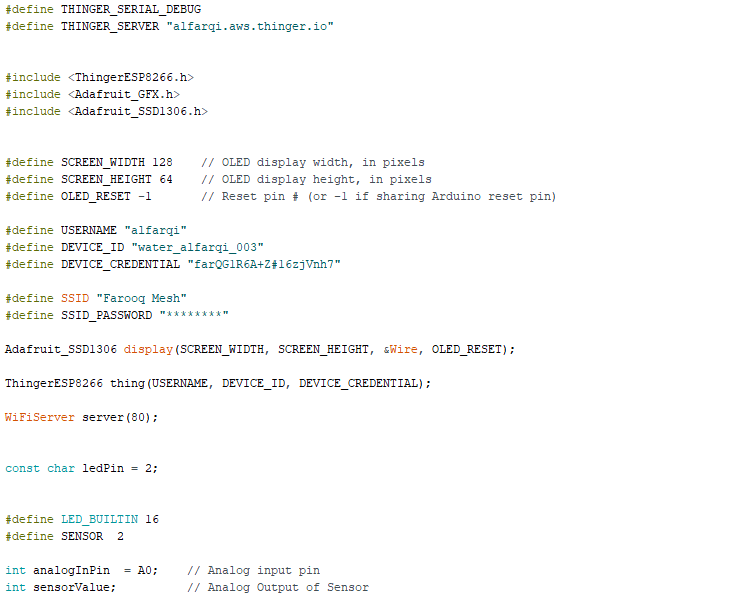 #define THINGER_SERIAL_DEBUG
#define THINGER_SERVER "alfarqi.aws.thinger.io"
#include <ThingerESP8266.h>
#include <Adafruit_GFX.h>
#include <Adafruit_SSD1306.h>
#define SCREEN_WIDTH 128    // OLED display width, in pixels
#define SCREEN_HEIGHT 64    // OLED display height, in pixels
#define OLED_RESET -1       // Reset pin # (or -1 if sharing Arduino reset pin)
#define USERNAME "alfarqi"
#define DEVICE_ID "water_alfarqi_003"
#define DEVICE_CREDENTIAL "farQG1R6A+Z#16zjVnh7"
#define SSID "Farooq Mesh"
#define SSID_PASSWORD "********"
Adafruit_SSD1306 display(SCREEN_WIDTH, SCREEN_HEIGHT, &Wire, OLED_RESET);
ThingerESP8266 thing(USERNAME, DEVICE_ID, DEVICE_CREDENTIAL);
WiFiServer server(80);
const char ledPin = 2;
#define LED_BUILTIN 16
#define SENSOR  2
int analogInPin  = A0;    // Analog input pin
int sensorValue;          // Analog Output of Sensor